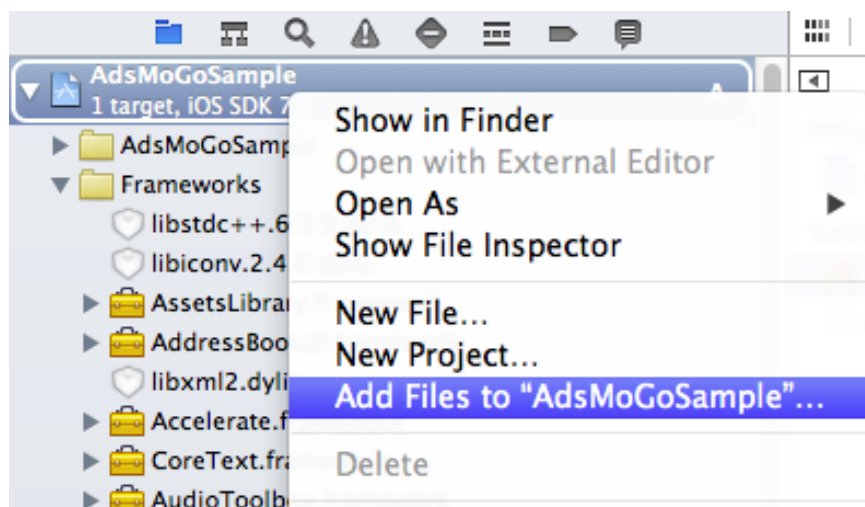 AdsMoGoSample
1 target, iOS SDK 7
AdsMoGoSamp
Frameworks
libstdc++.6
libiconv.2.4
AssetsLibrar
AddressBoo
libxml2.dyli
Accelerate.f
CoreText.fra
AudioToolb
Show in Finder
Open with External Editor
Open As
Show File Inspector
New File...
New Project...
Add Files to “AdsMoGoSample”...
Delete